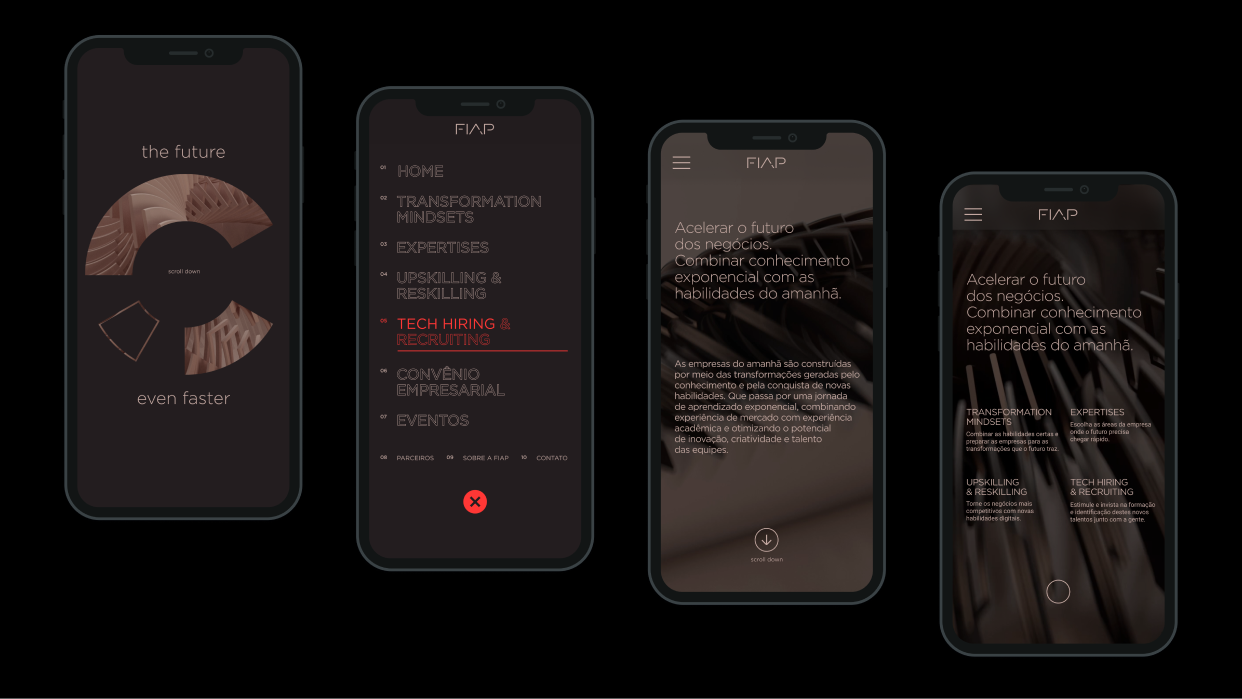 the future
scroll down
even faster
FIAP
01 HOME
02 TRANSFORMATION
MINDSETS
03 EXPERTISES
04 UPSKILLING &
RESKILLING
05 TECH HIRING &
RECRUITING
06 CONVÊNIO
EMPRESARIAL
07 EVENTOS
08 PARCEIROS 09 SOBRE A FIAP 10 CONTATO
FIAP
Acelerar o futuro
dos negócios.
Combinar conhecimento
exponencial com as
habilidades do amanhã.
As empresas do amanhã são construídas
por meio das transformações geradas pelo
conhecimento e pela conquista de novas
habilidades. Que passa por uma jornada
de aprendizado exponencial, combinando
experiência de mercado com experiência
acadêmica e otimizando o potencial
de inovação, criatividade e talento
das equipes.
scroll down
FIAP
Acelerar o futuro
dos negócios.
Combinar conhecimento
exponencial com as
habilidades do amanhã.
TRANSFORMATION
MINDSETS
Combinar as habilidades certas e
preparar as empresas para as
transformações que o futuro traz.
EXPERTISES
Escolha as áreas da empresa
onde o futuro precisa
chegar rápido.
UPSKILLING
& RESKILLING
Torne os negócios mais
competitivos com novas
habilidades digitais.
TECH HIRING
& RECRUITING
Estimule e invista na formação
e identificação destes novos
talentos junto com a gente.